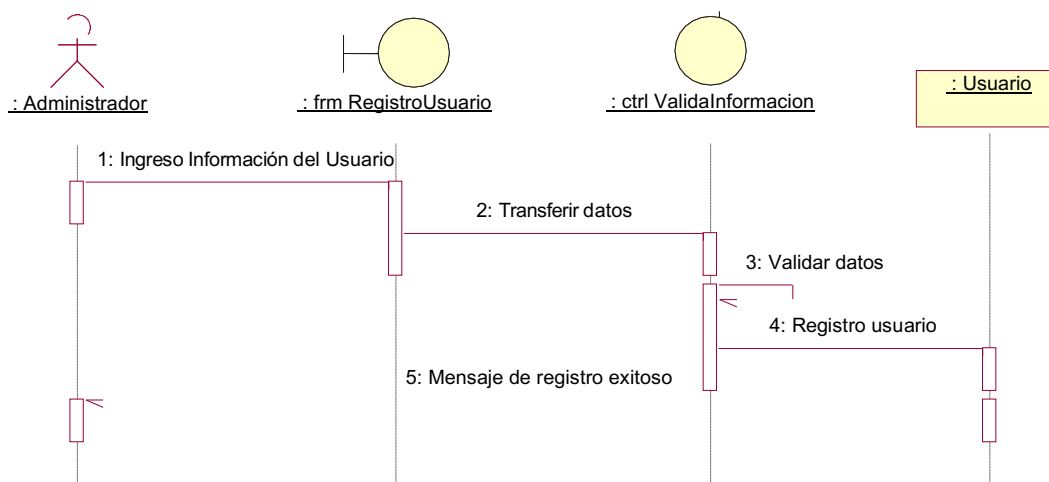 : Administrador
: frm RegistroUsuario
: ctrl ValidaInformacion
: Usuario
1: Ingreso Información del Usuario
2: Transferir datos
3: Validar datos
4: Registro usuario
5: Mensaje de registro exitoso